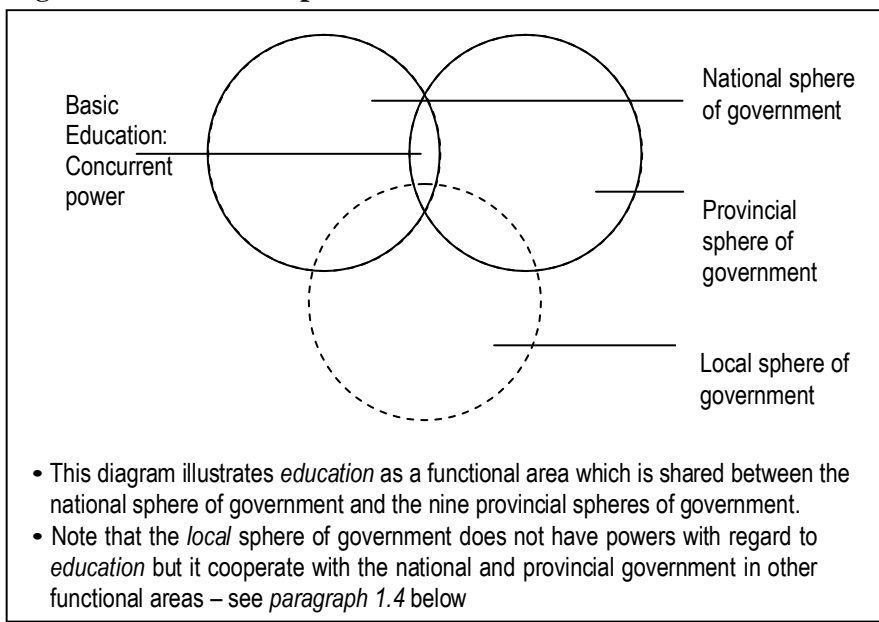 Basic
Education:
Concurrent
power
National sphere
of government
Provincial
sphere of
government
Local sphere of
government
• This diagram illustrates education as a functional area which is shared between the
national sphere of government and the nine provincial spheres of government.
• Note that the local sphere of government does not have powers with regard to
education but it cooperate with the national and provincial government in other
functional areas – see paragraph 1.4 below